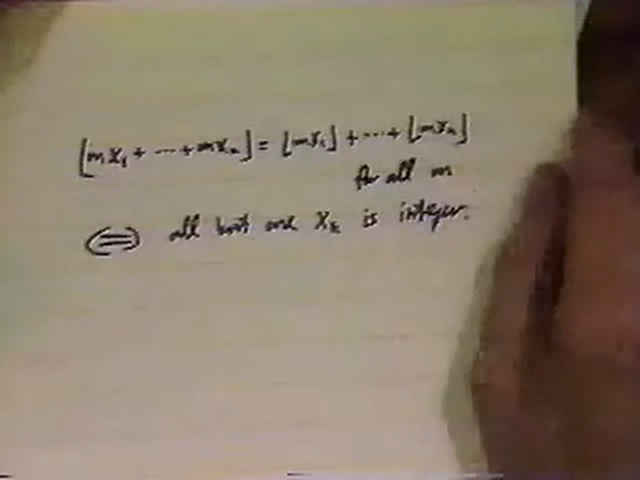 ⌊mx₁ + ⋯ + mxₙ⌋ = ⌊mx₁⌋ + ⋯ + ⌊mxₙ⌋
for all m
⟺ all but one xₖ is integer.